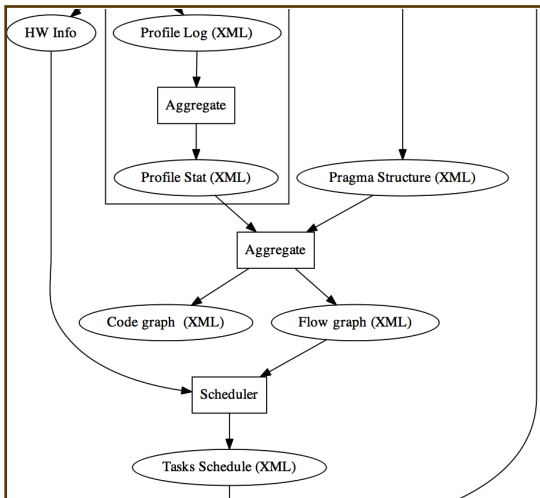 HW Info
Profile Log (XML)
Aggregate
Profile Stat (XML)
Pragma Structure (XML)
Aggregate
Code graph (XML)
Flow graph (XML)
Scheduler
Tasks Schedule (XML)